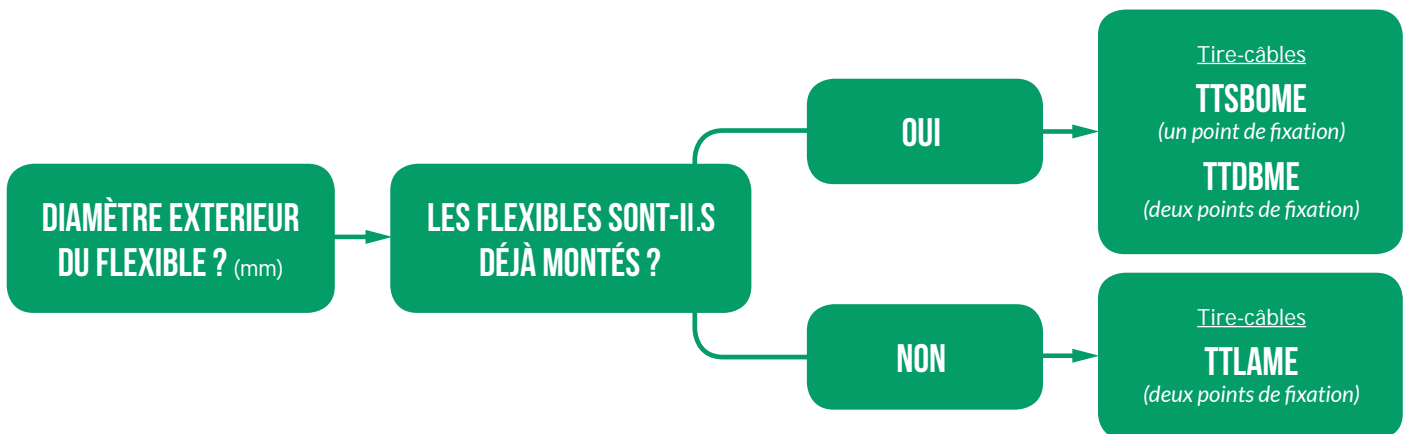 DIAMÈTRE EXTERIEUR
DU FLEXIBLE ? (mm)
LES FLEXIBLES SONT-II.S
DÉJÀ MONTÉS ?
OUI
Tire-câbles
TTSBOME
(un point de fixation)
TTDBME
(deux points de fixation)
NON
Tire-câbles
TTLAME
(deux points de fixation)